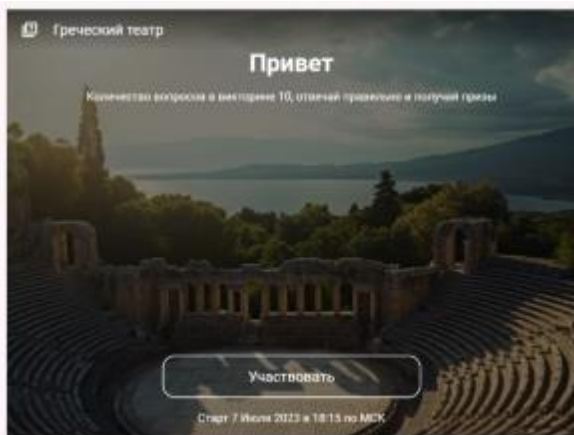 Греческий театр
Привет
Количество вопросов в викторине 10, отвечай правильно и получай призы
Участвовать
Старт 7 Июля 2023 в 18:15 по МСК